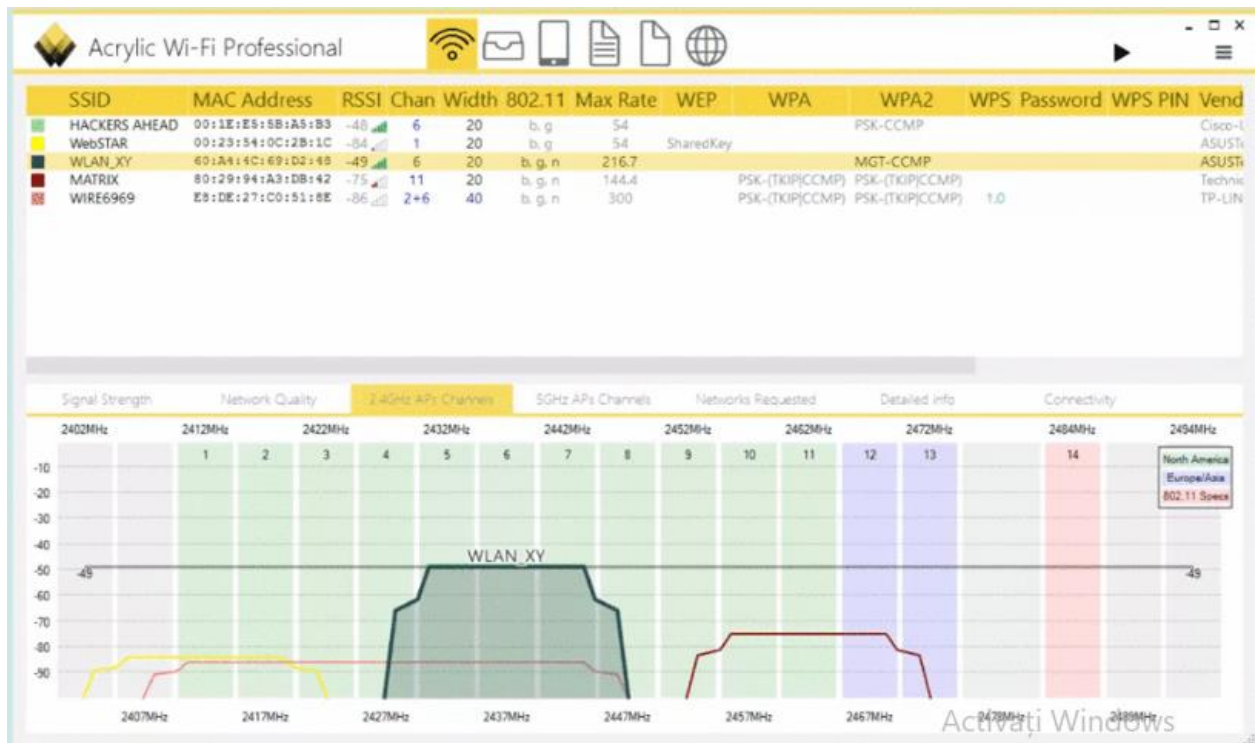 Acrylic Wi-Fi Professional
SSID MAC Address RSSI Chan Width 802.11 Max Rate WEP WPA WPA2 WPS Password WPS PIN Vend
HACKERS AHEAD 00:1E:E5:5B:A5:B3 -48 6 20 b, g 54 PSK-CCMP Cisco-L
WebSTAR 00:23:54:0C:2B:1C -84 1 20 b, g 54 SharedKey ASUSTe
WLAN_XY 60:A4:4C:69:D2:48 -49 6 20 b, g, n 216.7 MGT-CCMP ASUSTe
MATRIX 80:29:94:A3:DB:42 -75 11 20 b, g, n 144.4 PSK-(TKIP|CCMP) PSK-(TKIP|CCMP) Technic
WIRE6969 E8:DE:27:C0:51:8E -86 2+6 40 b, g, n 300 PSK-(TKIP|CCMP) PSK-(TKIP|CCMP) 1.0 TP-LIN
Signal Strength Network Quality 2.4GHz APs Channels 5GHz APs Channels Networks Requested Detailed info Connectivity
2402MHz 2412MHz 2422MHz 2432MHz 2442MHz 2452MHz 2462MHz 2472MHz 2484MHz 2494MHz
1 2 3 4 5 6 7 8 9 10 11 12 13 14
North America
Europe/Asia
802.11 Specs
-10
-20
-30
-40
WLAN_XY
-50 -49 -49
-60
-70
-80
-90
2407MHz 2417MHz 2427MHz 2437MHz 2447MHz 2457MHz 2467MHz
Activați Windows